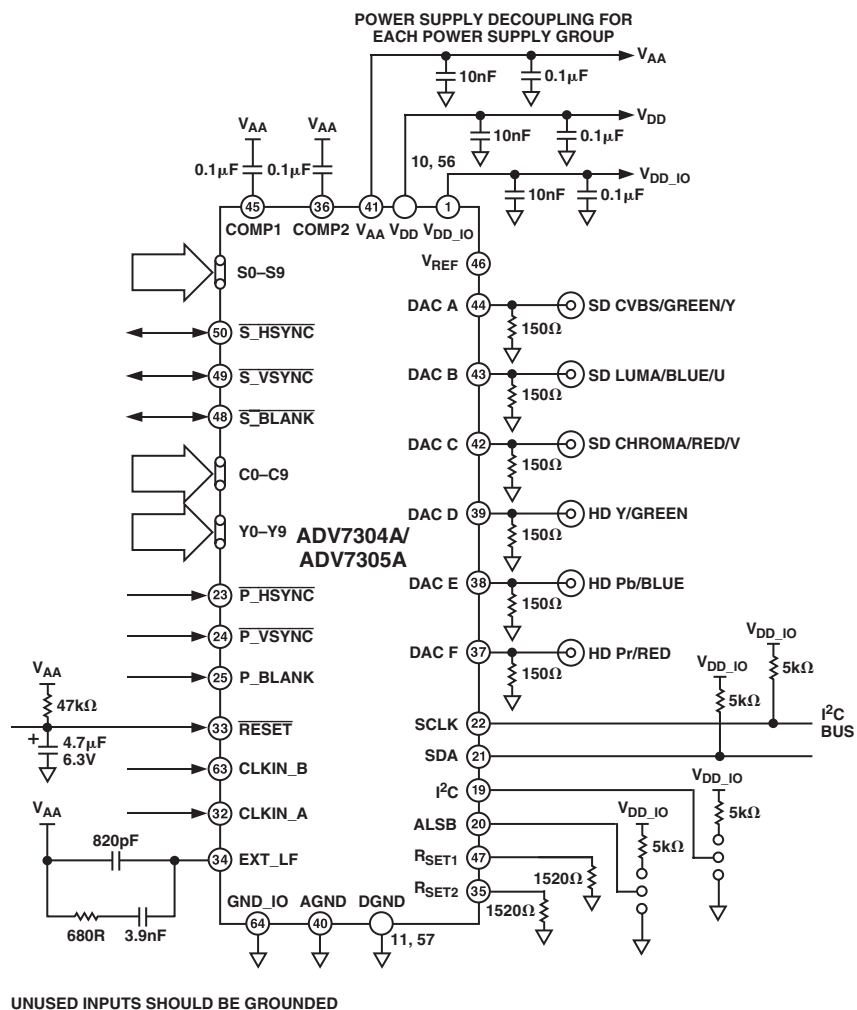 POWER SUPPLY DECOUPLING FOR
EACH POWER SUPPLY GROUP
VAA
10nF
0.1μF
VDD
10nF
0.1μF
10, 56
VDD_IO
10nF
0.1μF
VAA
VAA
0.1μF
0.1μF
45
36
41
1
COMP1
COMP2
VAA
VDD
VDD_IO
VREF
46
S0–S9
DAC A
44
SD CVBS/GREEN/Y
150Ω
50
S_HSYNC
49
S_VSYNC
DAC B
43
SD LUMA/BLUE/U
150Ω
48
S_BLANK
DAC C
42
SD CHROMA/RED/V
150Ω
C0–C9
DAC D
39
HD Y/GREEN
150Ω
Y0–Y9
ADV7304A/
ADV7305A
DAC E
38
HD Pb/BLUE
150Ω
23
P_HSYNC
24
P_VSYNC
DAC F
37
HD Pr/RED
150Ω
25
P_BLANK
VAA
47kΩ
33
RESET
+
4.7μF
6.3V
VDD_IO
5kΩ
VDD_IO
5kΩ
SCLK
22
I2C
BUS
SDA
21
63
CLKIN_B
I2C
19
VDD_IO
5kΩ
32
CLKIN_A
ALSB
20
VDD_IO
5kΩ
VAA
820pF
34
EXT_LF
RSET1
47
1520Ω
RSET2
35
1520Ω
680R
3.9nF
GND_IO
AGND
DGND
64
40
11, 57
UNUSED INPUTS SHOULD BE GROUNDED